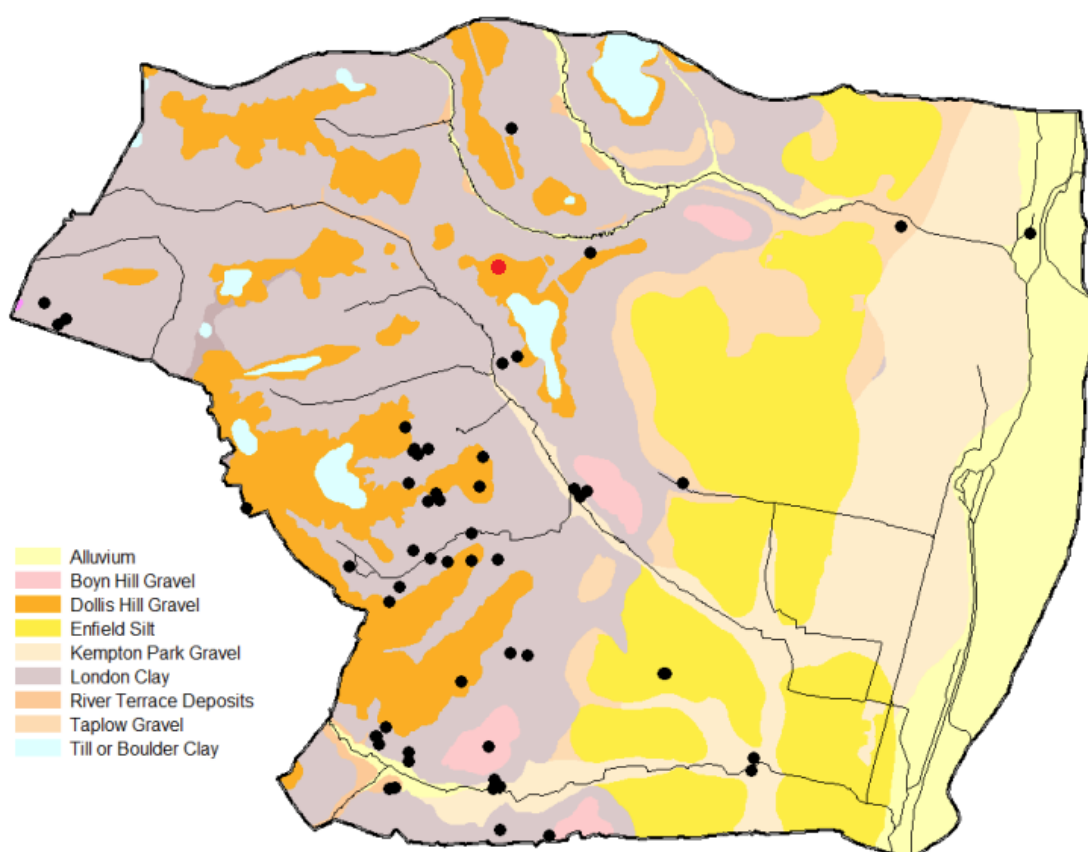 Alluvium
Boyn Hill Gravel
Dollis Hill Gravel
Enfield Silt
Kempton Park Gravel
London Clay
River Terrace Deposits
Taplow Gravel
Till or Boulder Clay